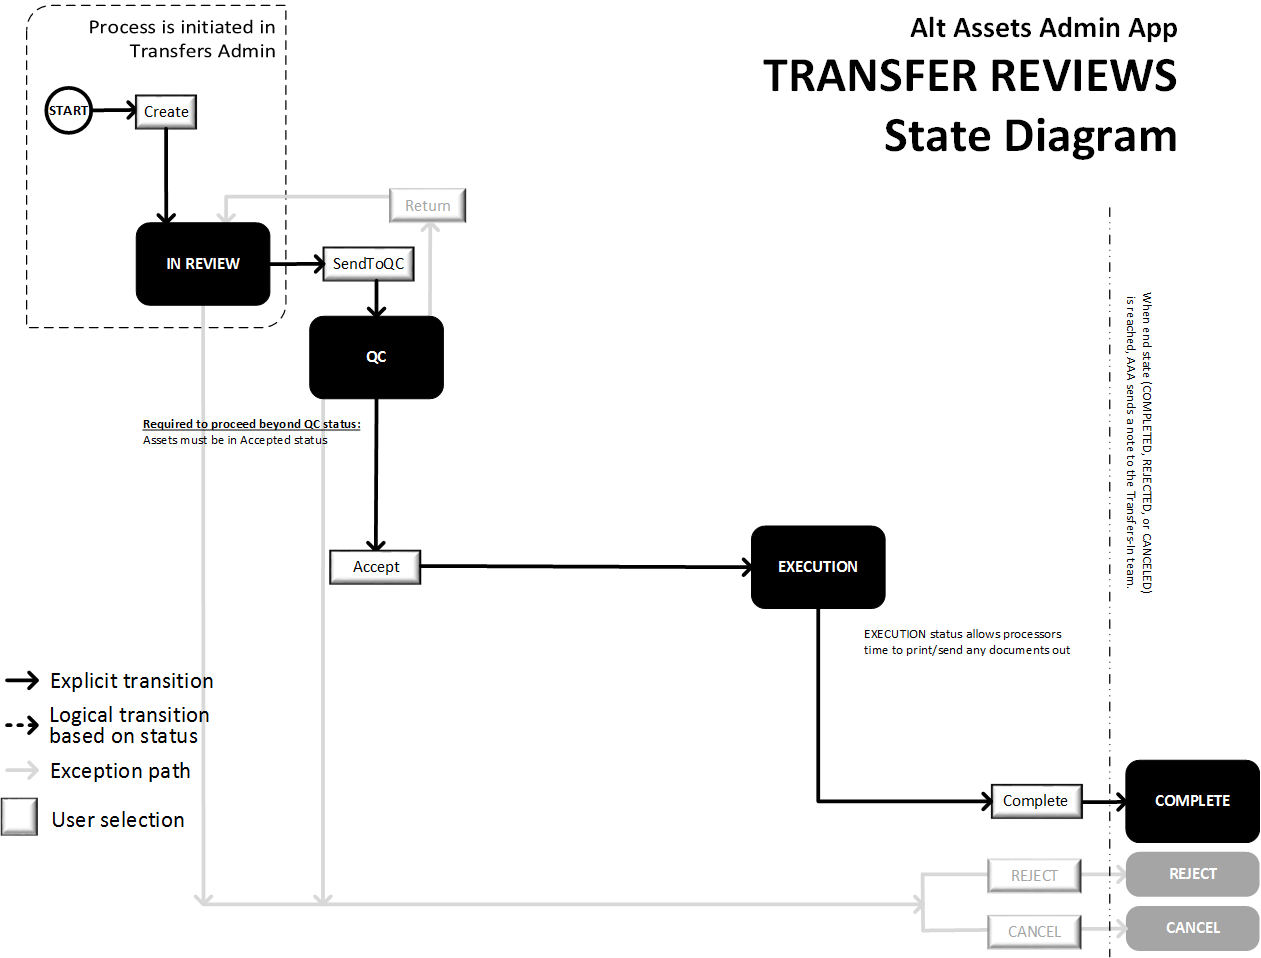 Process is initiated in
Transfers Admin
Alt Assets Admin App
TRANSFER REVIEWS
State Diagram
START
Create
Return
IN REVIEW
SendToQC
QC
Required to proceed beyond QC status:
Assets must be in Accepted status
When end state (COMPLETED, REJECTED, or CANCELED)
is reached, AAA sends a note to the Transfers-In team.
Accept
EXECUTION
EXECUTION status allows processors
time to print/send any documents out
Explicit transition
Logical transition
based on status
Exception path
User selection
Complete
COMPLETE
REJECT
REJECT
CANCEL
CANCEL